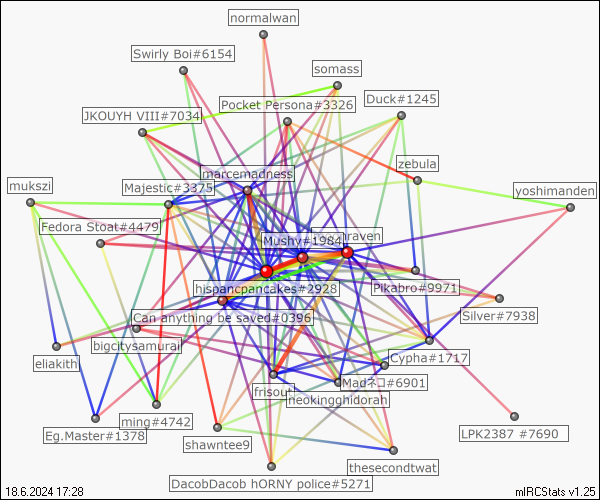 normalwan
Swirly Boi#6154
somass
Duck#1245
Pocket Persona#3326
JKOUYH VIII#7034
zebula
marcemadness
mukszi
Majestic#3375
yoshimanden
Fedora Stoat#4479
Mushy#1984
raven
hispancpancakes#2928
Pikabro#9971
Silver#7938
Can anything be saved#0396
bigcitysamurai
eliakith
Cypha#1717
Madネコ#6901
frisout
neokingghidorah
ming#4742
Eg.Master#1378
shawntee9
LPK2387 #7690
thesecondtwat
DacobDacob hORNY police#5271
18.6.2024 17:28
mIRCStats v1.25